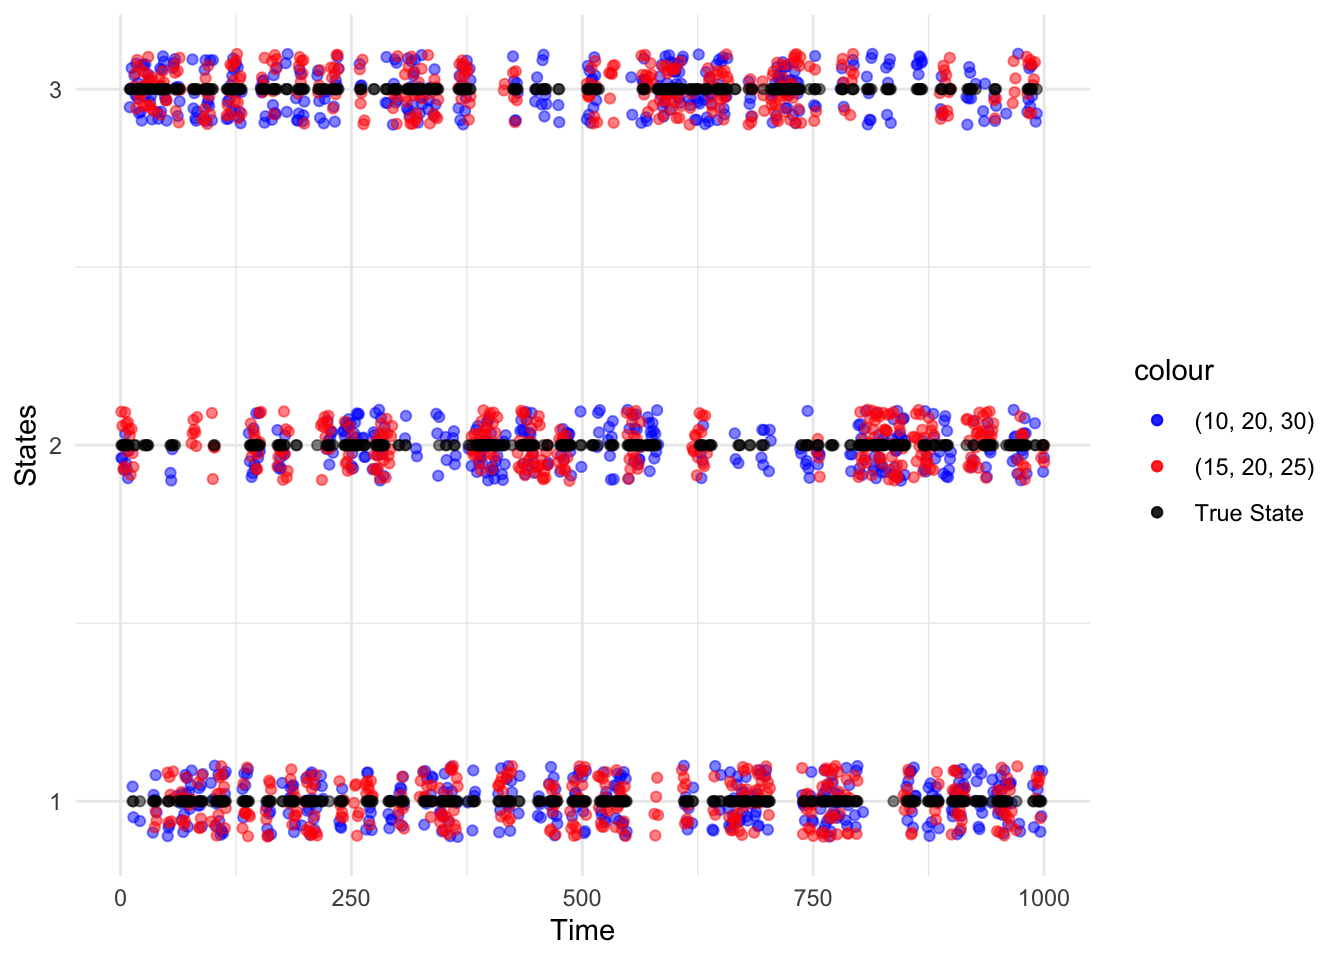 3
2
1
States
0
250
500
750
1000
Time
colour
(10, 20, 30)
(15, 20, 25)
True State